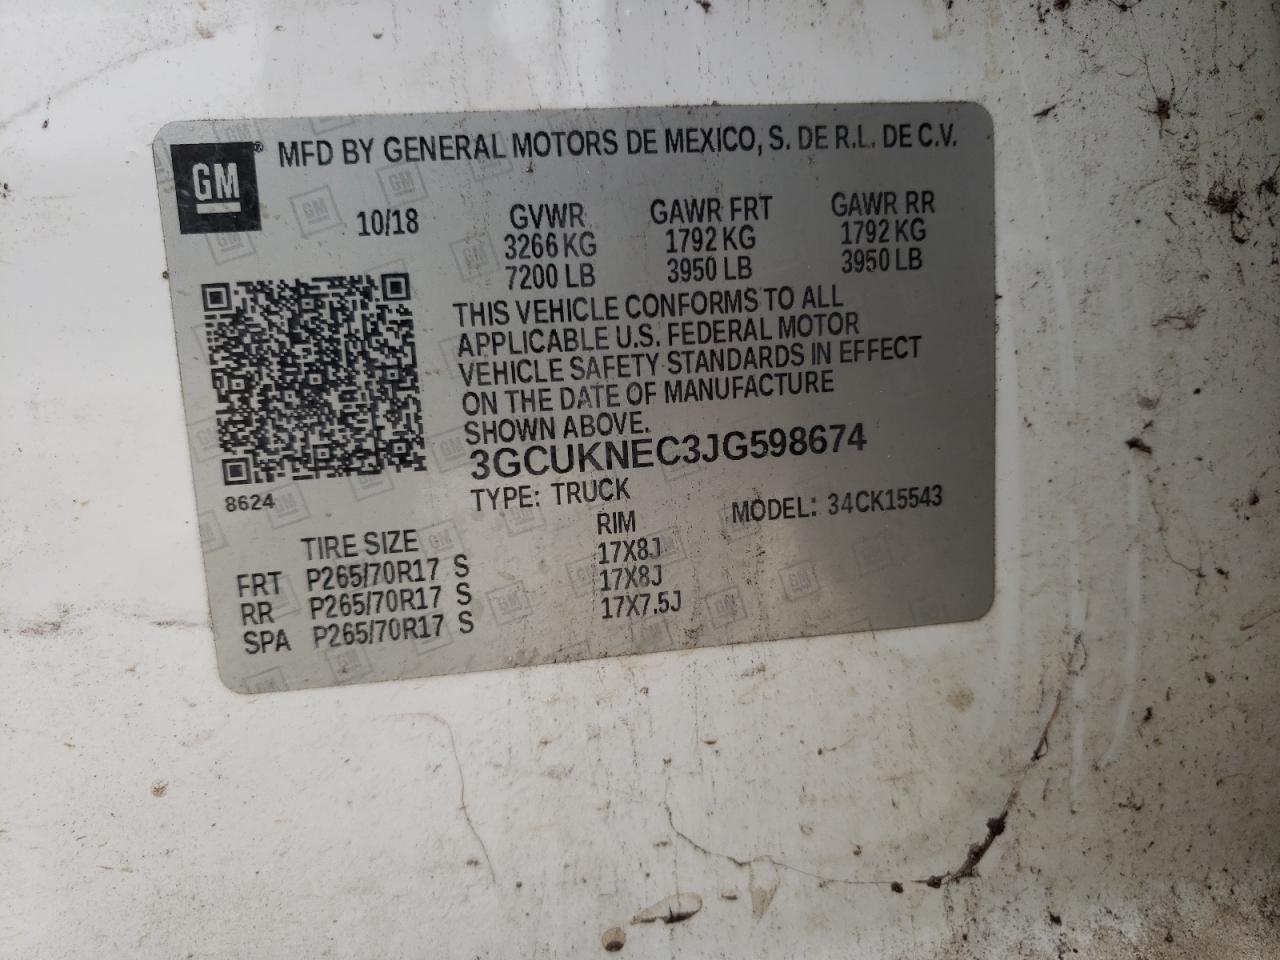 GM ® MFD BY GENERAL MOTORS DE MEXICO, S. DE R.L. DE C.V.
10/18 GVWR GAWR FRT GAWR RR
3266 KG 1792 KG 1792 KG
7200 LB 3950 LB 3950 LB
THIS VEHICLE CONFORMS TO ALL
APPLICABLE U.S. FEDERAL MOTOR
VEHICLE SAFETY STANDARDS IN EFFECT
ON THE DATE OF MANUFACTURE
SHOWN ABOVE.
3GCUKNEC3JG598674
8624 TYPE: TRUCK MODEL: 34CK15543
TIRE SIZE RIM
FRT P265/70R17 S 17X8J
RR P265/70R17 S 17X8J
SPA P265/70R17 S 17X7.5J